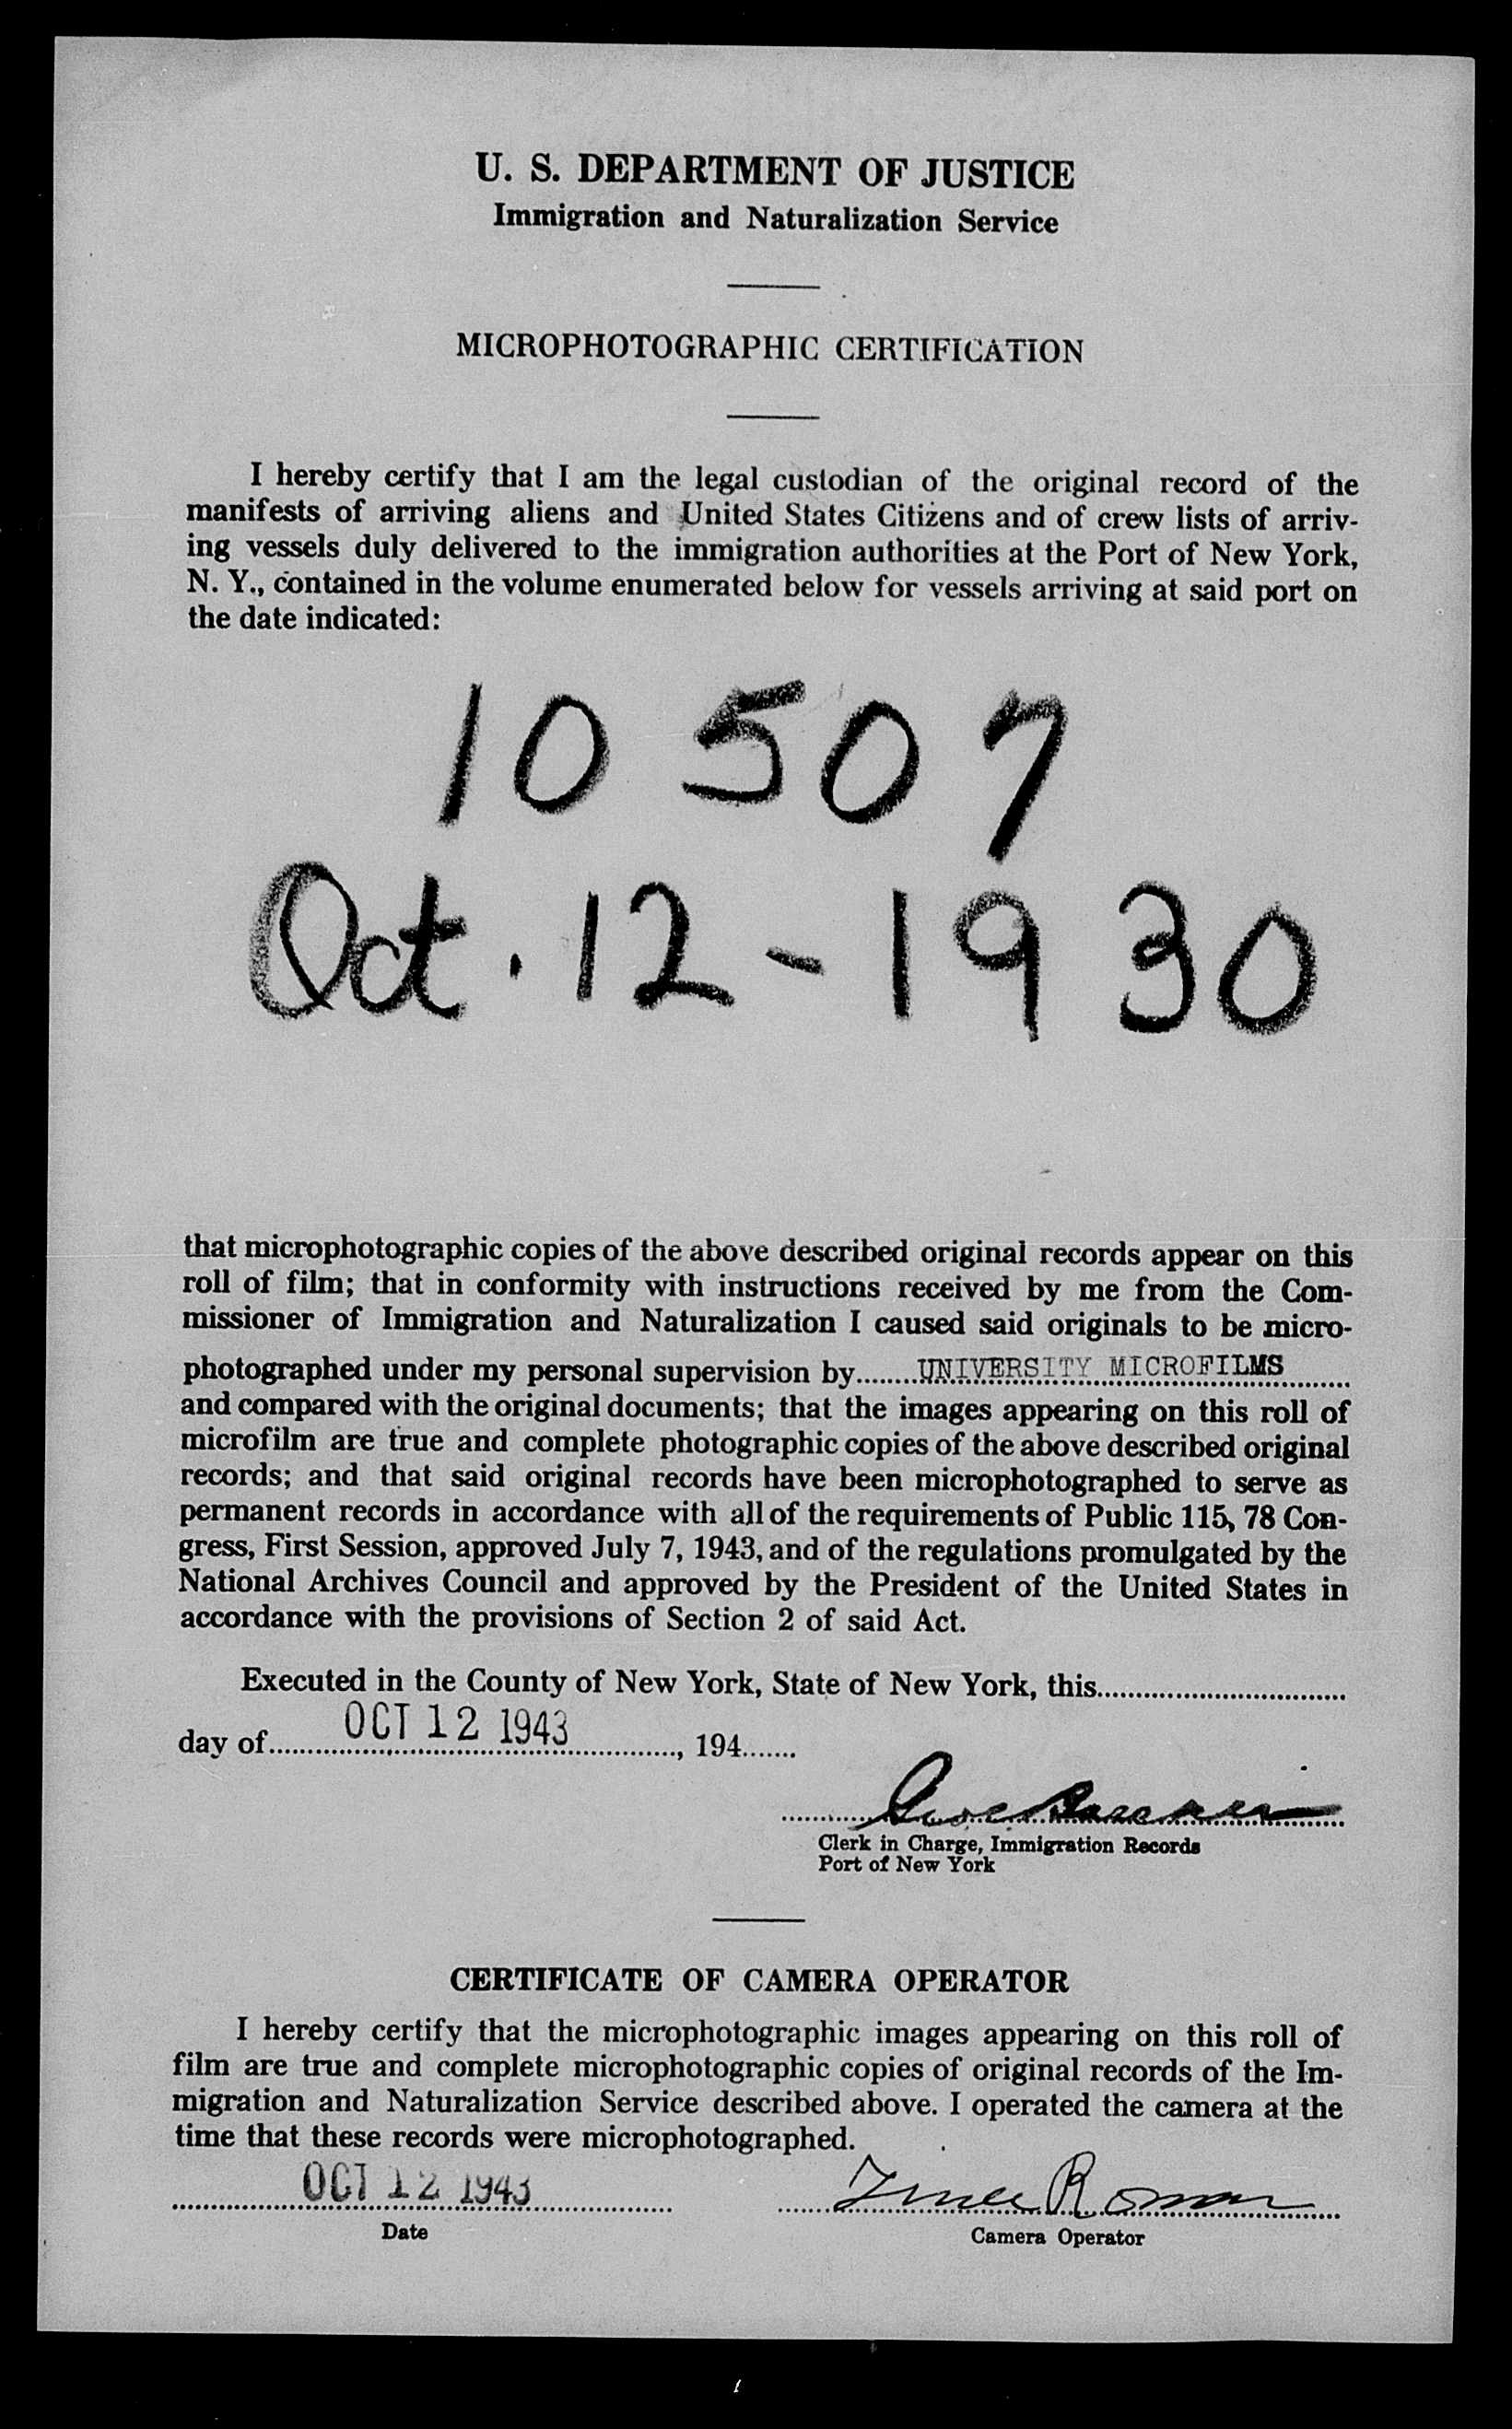 U. S. DEPARTMENT OF JUSTICE
Immigration and Naturalization Service
MICROPHOTOGRAPHIC CERTIFICATION
I hereby certify that I am the legal custodian of the original record of the
manifests of arriving aliens and United States Citizens and of crew lists of arriv-
ing vessels duly delivered to the immigration authorities at the Port of New York,
N. Y., contained in the volume enumerated below for vessels arriving at said port on
the date indicated:
10507
Oct. 12-1930
that microphotographic copies of the above described original records appear on this
roll of film; that in conformity with instructions received by me from the Com-
missioner of Immigration and Naturalization I caused said originals to be micro-
photographed under my personal supervision by........UNIVERSITY MICROFILMS........
and compared with the original documents; that the images appearing on this roll of
microfilm are true and complete photographic copies of the above described original
records; and that said original records have been microphotographed to serve as
permanent records in accordance with all of the requirements of Public 115, 78 Con-
gress, First Session, approved July 7, 1943, and of the regulations promulgated by the
National Archives Council and approved by the President of the United States in
accordance with the provisions of Section 2 of said Act.
Executed in the County of New York, State of New York, this................................
day of..........OCT 12 1943.............., 194.......
Clerk in Charge, Immigration Records
Port of New York
CERTIFICATE OF CAMERA OPERATOR
I hereby certify that the microphotographic images appearing on this roll of
film are true and complete microphotographic copies of original records of the Im-
migration and Naturalization Service described above. I operated the camera at the
time that these records were microphotographed.
OCT 12 1943 Roman
Date Camera Operator